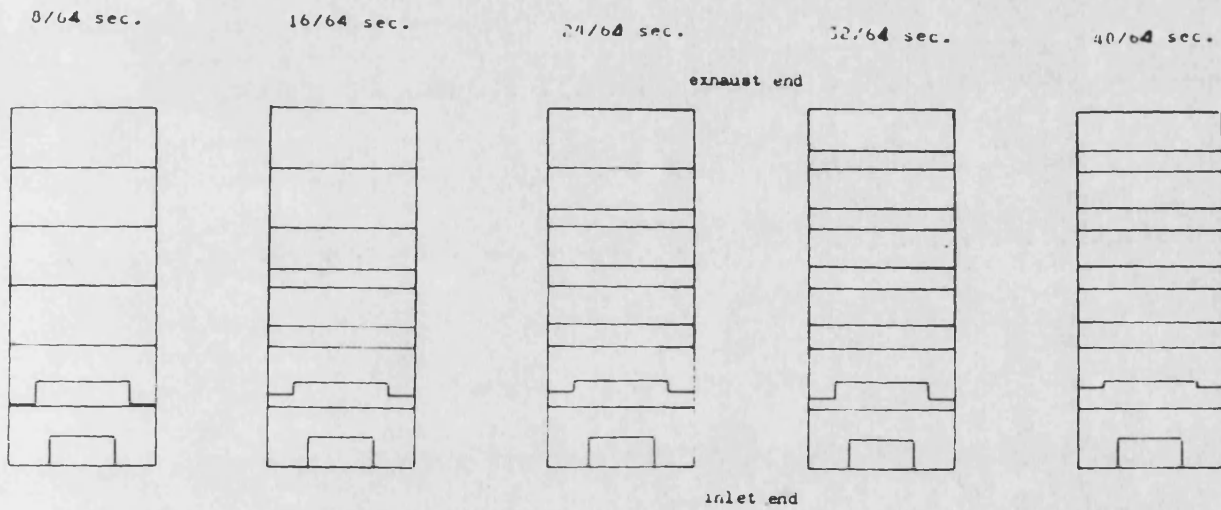 8/64 sec.
16/64 sec.
24/64 sec.
32/64 sec.
40/64 sec.
exhaust end
inlet end